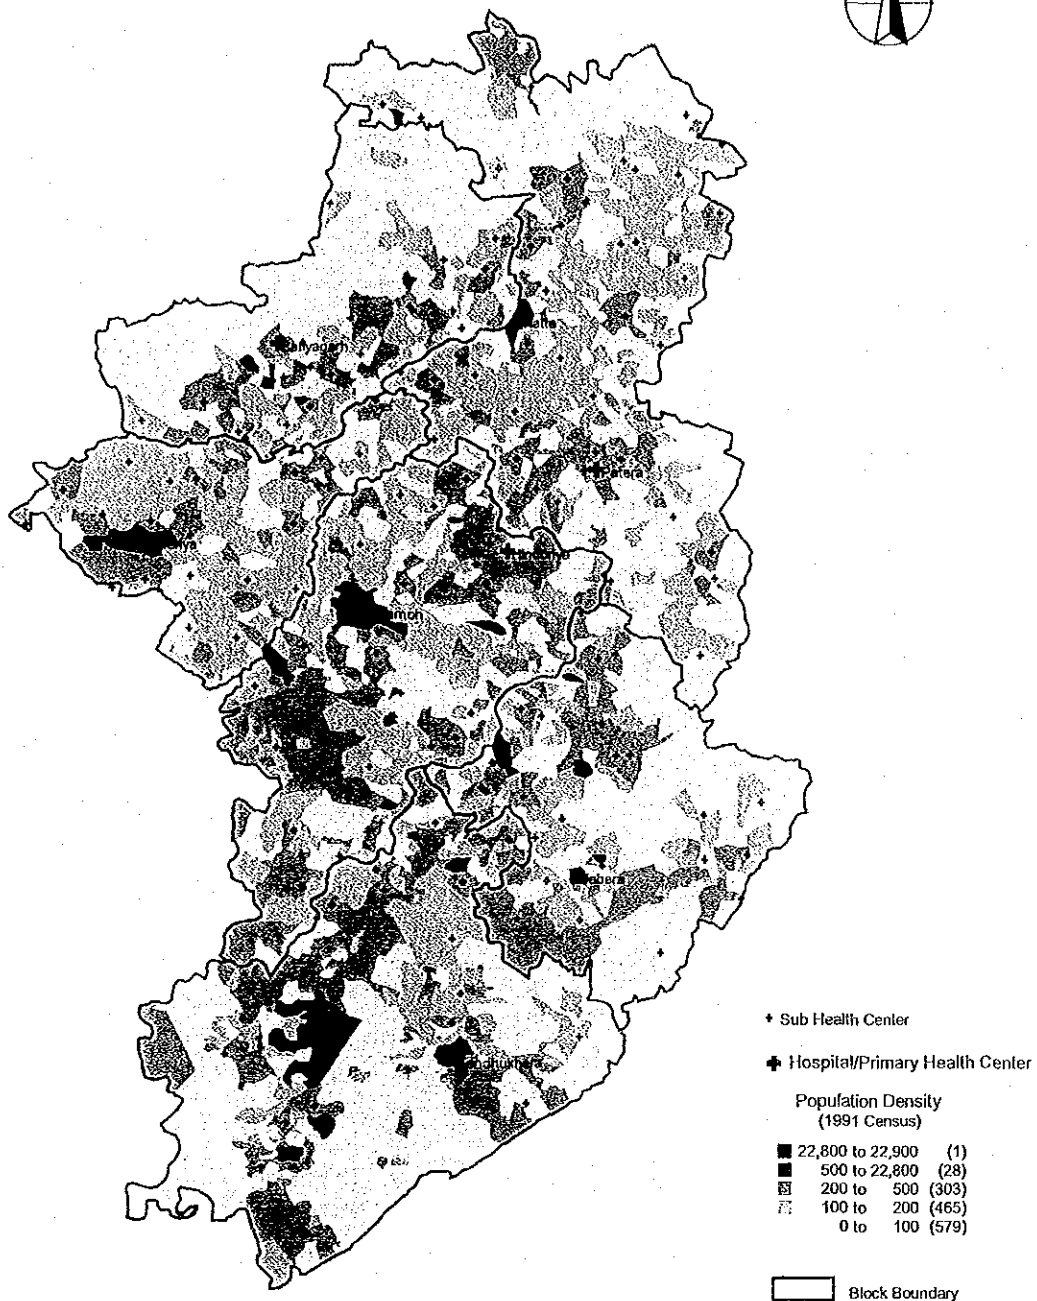 Patera
Sub Health Center
Hospital/Primary Health Center
Population Density
(1991 Census)
22,800 to 22,900 (1)
500 to 22,800 (28)
200 to 500 (303)
100 to 200 (465)
0 to 100 (579)
Block Boundary